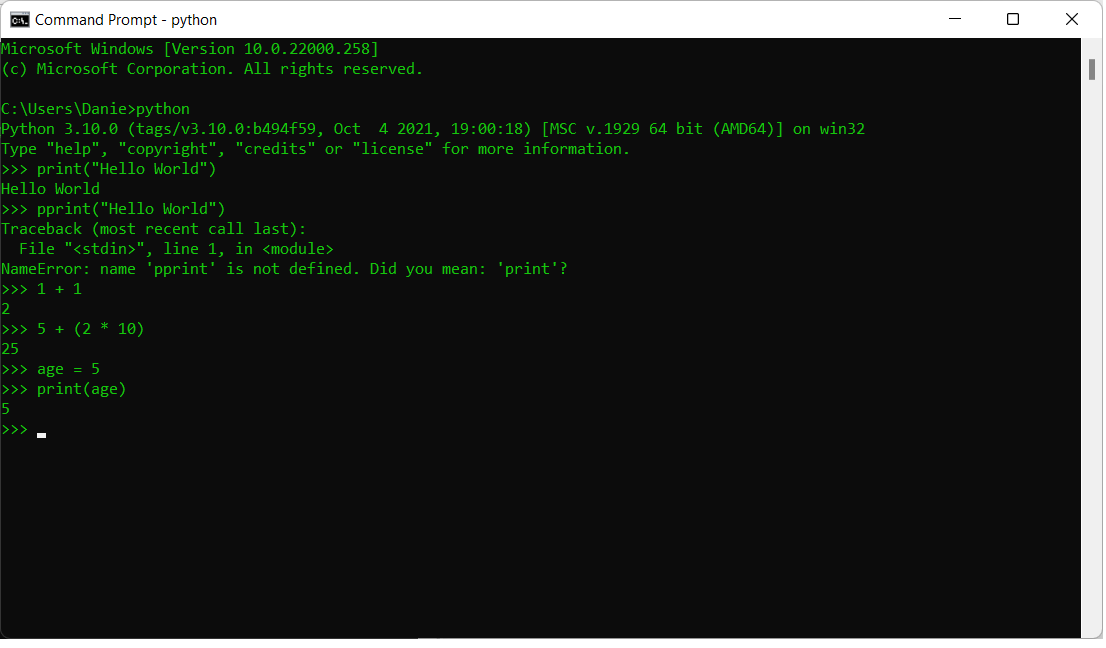 Command Prompt - python
Microsoft Windows [Version 10.0.22000.258]
(c) Microsoft Corporation. All rights reserved.
C:\Users\Danie>python
Python 3.10.0 (tags/v3.10.0:b494f59, Oct  4 2021, 19:00:18) [MSC v.1929 64 bit (AMD64)] on win32
Type "help", "copyright", "credits" or "license" for more information.
>>> print("Hello World")
Hello World
>>> pprint("Hello World")
Traceback (most recent call last):
  File "<stdin>", line 1, in <module>
NameError: name 'pprint' is not defined. Did you mean: 'print'?
>>> 1 + 1
2
>>> 5 + (2 * 10)
25
>>> age = 5
>>> print(age)
5
>>>